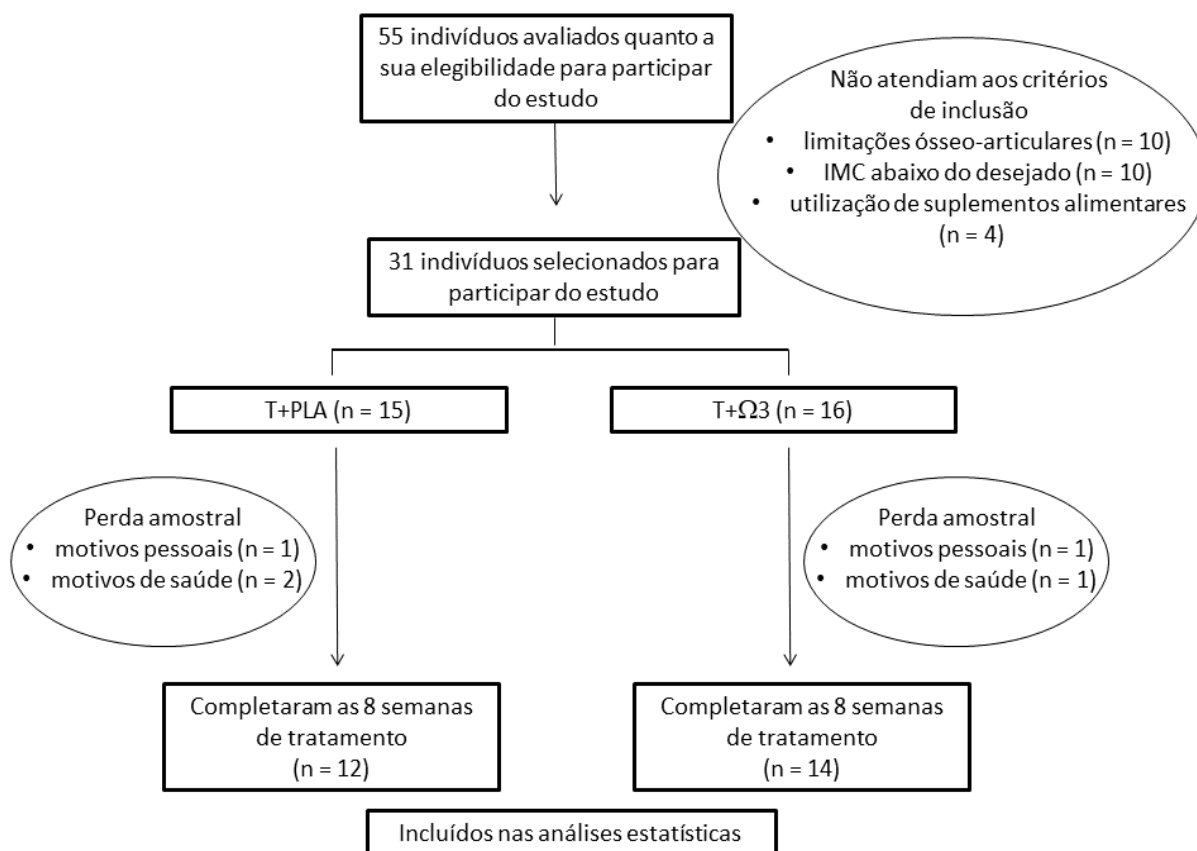 55 indivíduos avaliados quanto a
sua elegibilidade para participar
do estudo
Não atendiam aos critérios
de inclusão
• limitações ósseo-articulares (n = 10)
• IMC abaixo do desejado (n = 10)
• utilização de suplementos alimentares
(n = 4)
31 indivíduos selecionados para
participar do estudo
T+PLA (n = 15)
T+Ω3 (n = 16)
Perda amostral
• motivos pessoais (n = 1)
• motivos de saúde (n = 2)
Perda amostral
• motivos pessoais (n = 1)
• motivos de saúde (n = 1)
Completaram as 8 semanas
de tratamento
(n = 12)
Completaram as 8 semanas
de tratamento
(n = 14)
Incluídos nas análises estatísticas